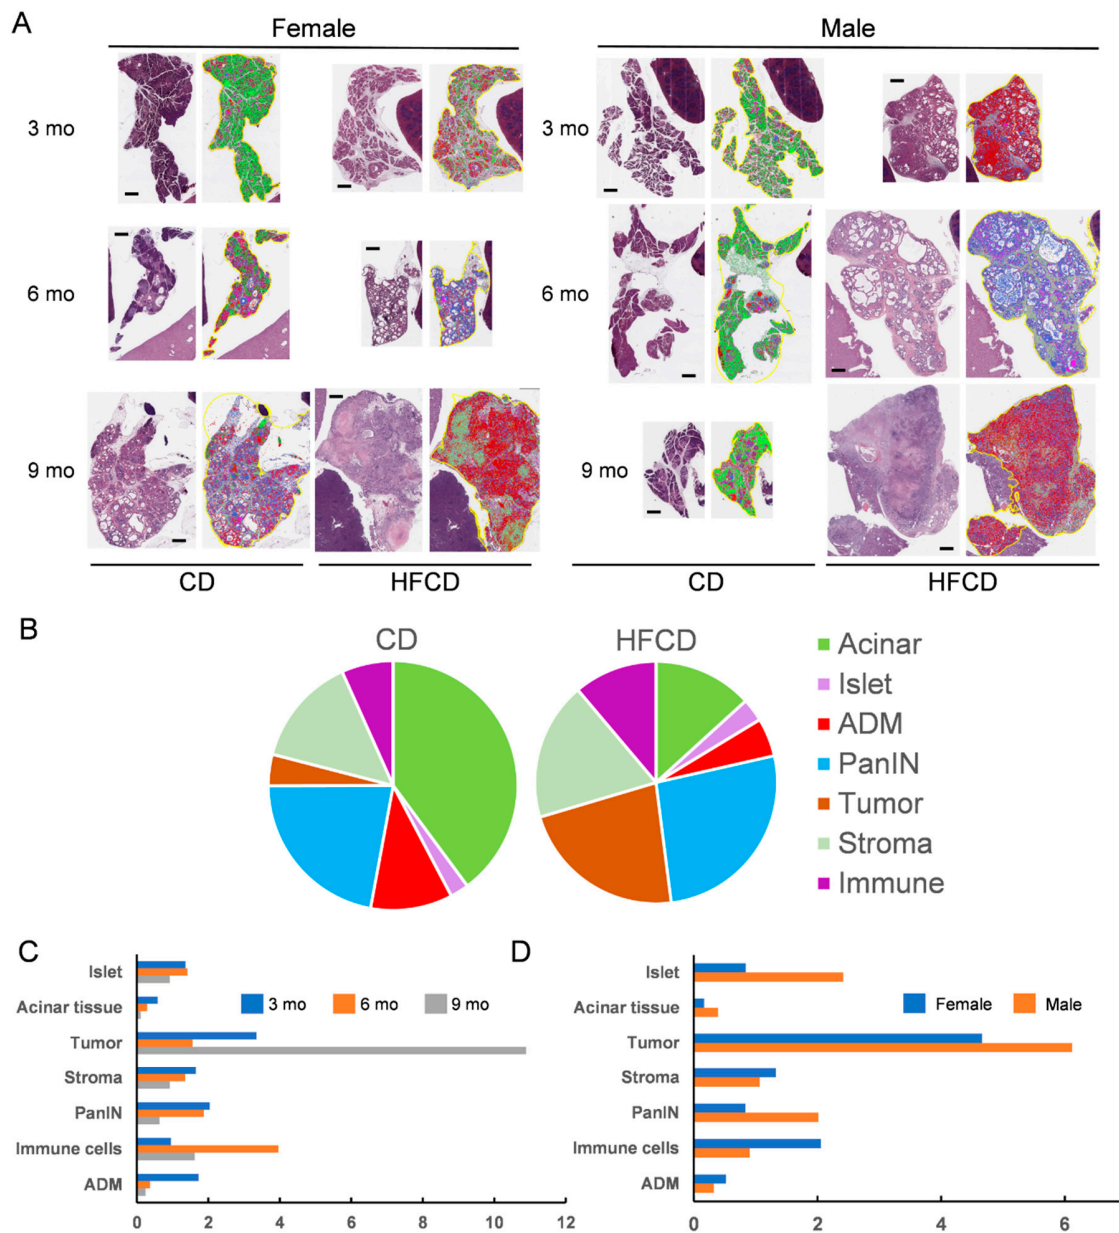 A
Female
Male
3 mo
3 mo
6 mo
6 mo
9 mo
9 mo
CD
HFCD
CD
HFCD
B
CD
HFCD
Acinar
Islet
ADM
PanIN
Tumor
Stroma
Immune
C
Islet
Acinar tissue
Tumor
Stroma
PanIN
Immune cells
ADM
3 mo
6 mo
9 mo
0
2
4
6
8
10
12
D
Islet
Acinar tissue
Tumor
Stroma
PanIN
Immune cells
ADM
Female
Male
0
2
4
6